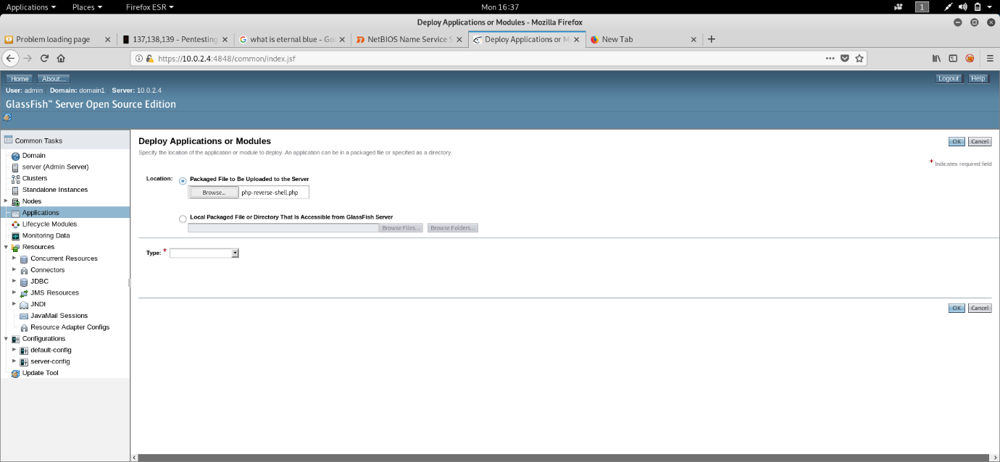 Applications Places Firefox ESR Mon 16:37 1
Deploy Applications or Modules - Mozilla Firefox
Problem loading page 137,138,139 - Pentesting what is eternal blue - Goo NetBIOS Name Service S Deploy Applications or Mo New Tab
https://10.0.2.4:4848/common/index.jsf
Home About... Logout Help
User: admin Domain: domain1 Server: 10.0.2.4
GlassFish™ Server Open Source Edition
Common Tasks
Domain
server (Admin Server)
Clusters
Standalone Instances
Nodes
Applications
Lifecycle Modules
Monitoring Data
Resources
Concurrent Resources
Connectors
JDBC
JMS Resources
JNDI
JavaMail Sessions
Resource Adapter Configs
Configurations
default-config
server-config
Update Tool
Deploy Applications or Modules
OK Cancel
Specify the location of the application or module to deploy. An application can be in a packaged file or specified as a directory.
* Indicates required field
Location: Packaged File to Be Uploaded to the Server
Browse... php-reverse-shell.php
Local Packaged File or Directory That Is Accessible from GlassFish Server
Browse Files... Browse Folders...
Type: *
OK Cancel